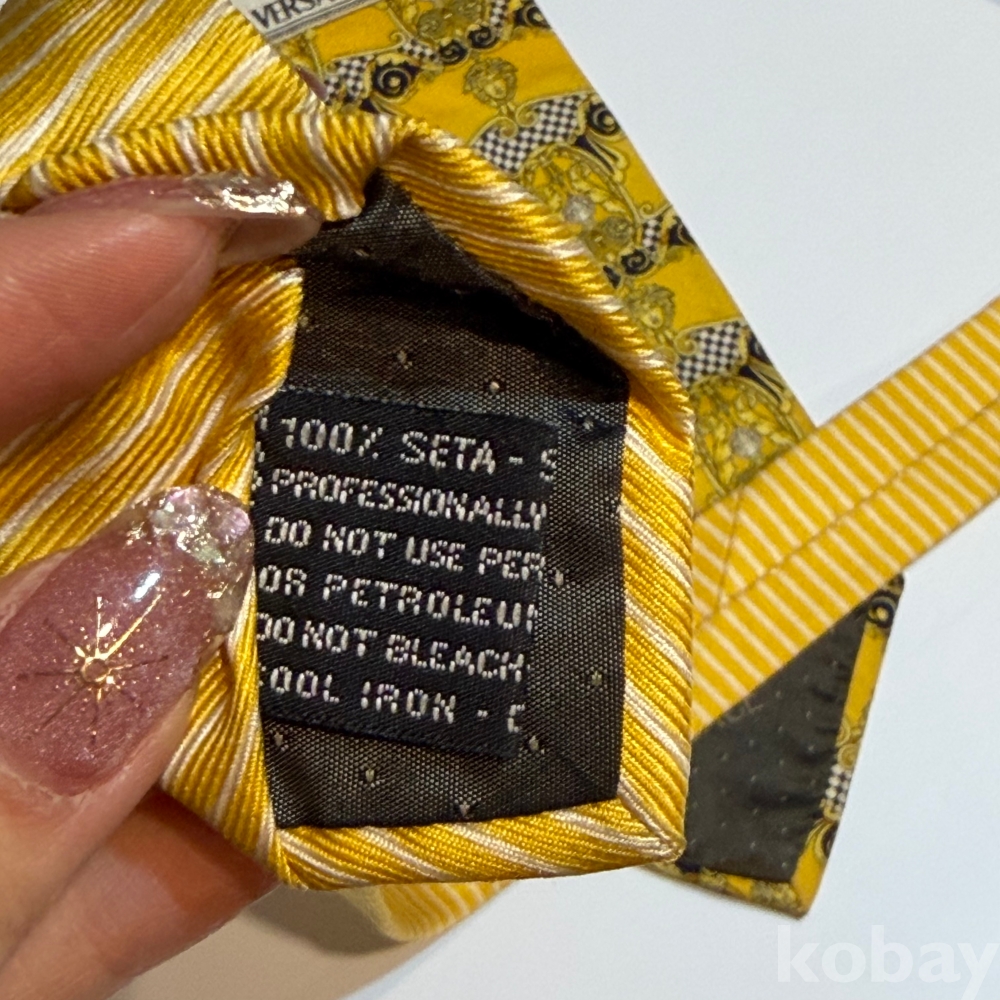 VERSA
100% SETA - S
PROFESSIONALLY
DO NOT USE PER
OR PETROLEU
DO NOT BLEACH
COOL IRON -
kobay